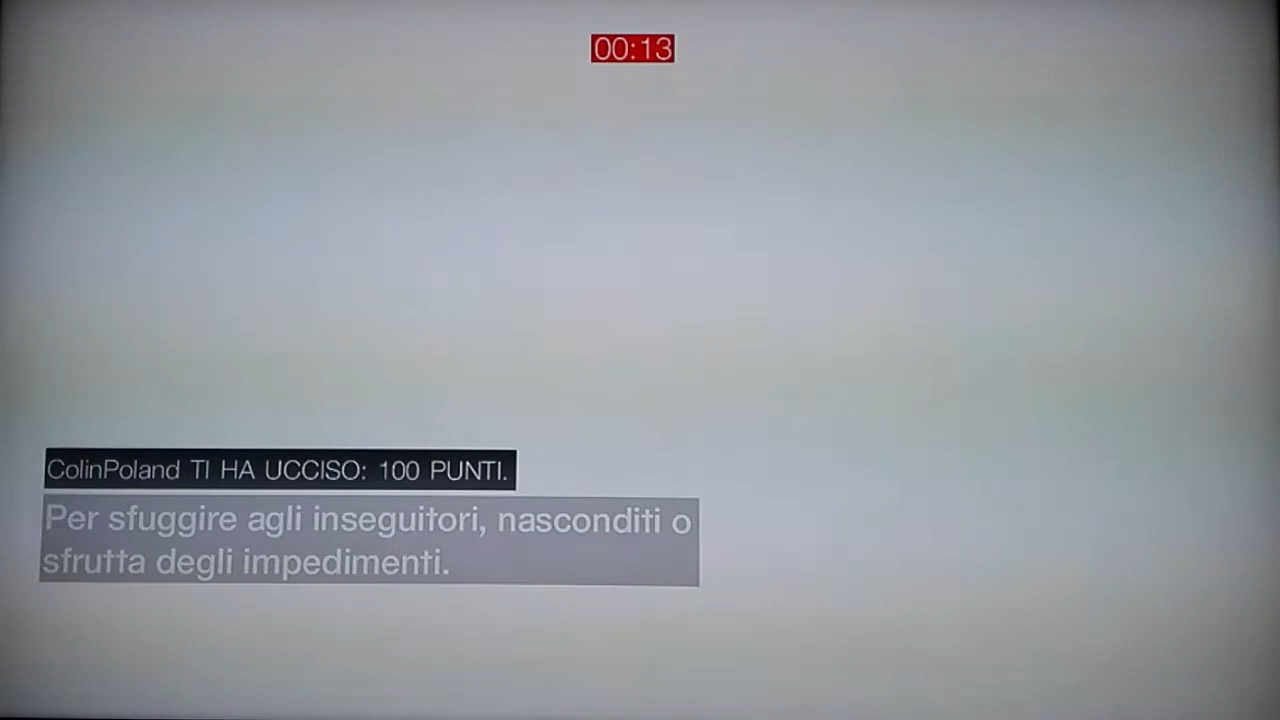 00:13
ColinPoland TI HA UCCISO: 100 PUNTI.
Per sfuggire agli inseguitori, nasconditi o
sfrutta degli impedimenti.